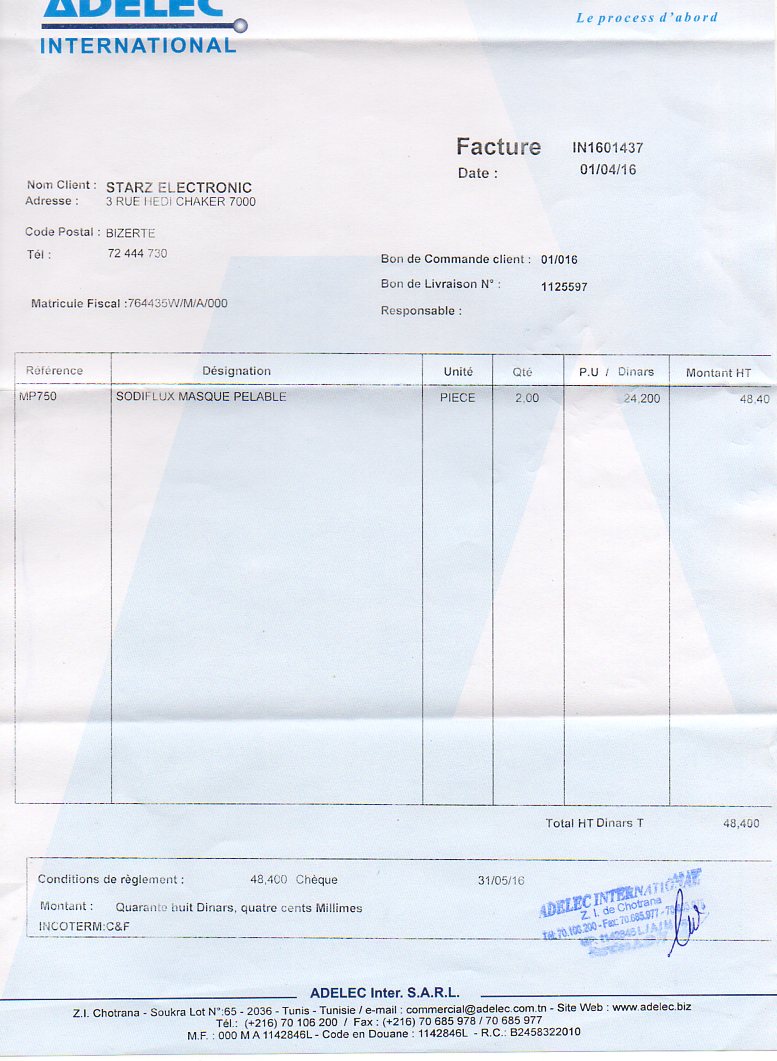 ADELEC
INTERNATIONAL
Le process d'abord
Facture IN1601437
Date : 01/04/16
Nom Client : STARZ ELECTRONIC
Adresse : 3 RUE HEDI CHAKER 7000
Code Postal : BIZERTE
Tél : 72 444 730
Bon de Commande client : 01/016
Bon de Livraison N° : 1125597
Matricule Fiscal :764435W/M/A/000
Responsable :
Référence Désignation Unité Qté P.U / Dinars Montant HT
MP750 SODIFLUX MASQUE PELABLE PIECE 2,00 24,200 48,40
Total HT Dinars T 48,400
Conditions de règlement : 48,400 Chèque 31/05/16
Montant : Quarante huit Dinars, quatre cents Millimes
INCOTERM:C&F
ADELEC INTERNATIONAL
Z. I. de Chotrana
Tél: 70.106.200 - Fax: 70.685.977 - 70
1142846 L / A / M
ADELEC Inter. S.A.R.L.
Z.I. Chotrana - Soukra Lot N°:65 - 2036 - Tunis - Tunisie / e-mail : commercial@adelec.com.tn - Site Web : www.adelec.biz
Tél.: (+216) 70 106 200 / Fax : (+216) 70 685 978 / 70 685 977
M.F. : 000 M A 1142846L - Code en Douane : 1142846L - R.C.: B2458322010